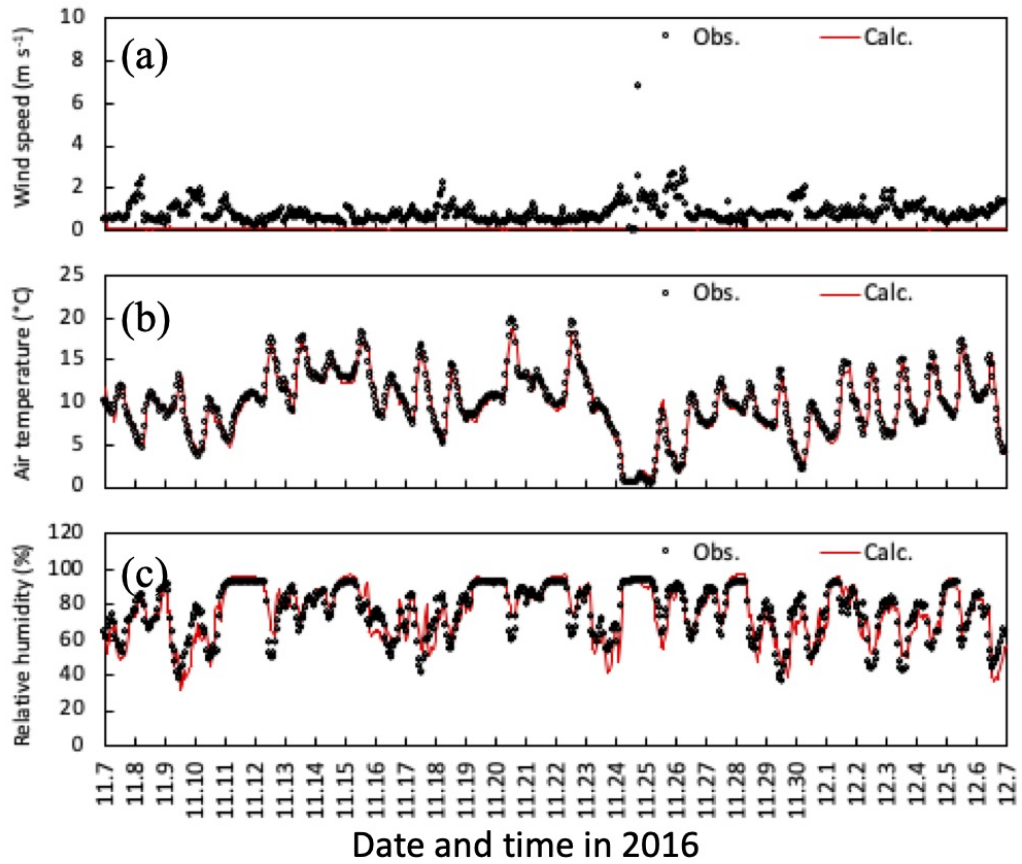 10
(a)
Obs.
Calc.
8
6
4
2
0
Wind speed (m s⁻¹)
25
(b)
Obs.
Calc.
20
15
10
5
0
Air temperature (°C)
120
(c)
Obs.
Calc.
100
80
60
40
20
0
Relative humidity (%)
11.7 11.8 11.9 11.10 11.11 11.12 11.13 11.14 11.15 11.16 11.17 11.18 11.19 11.20 11.21 11.22 11.23 11.24 11.25 11.26 11.27 11.28 11.29 11.30 12.1 12.2 12.3 12.4 12.5 12.6 12.7
Date and time in 2016